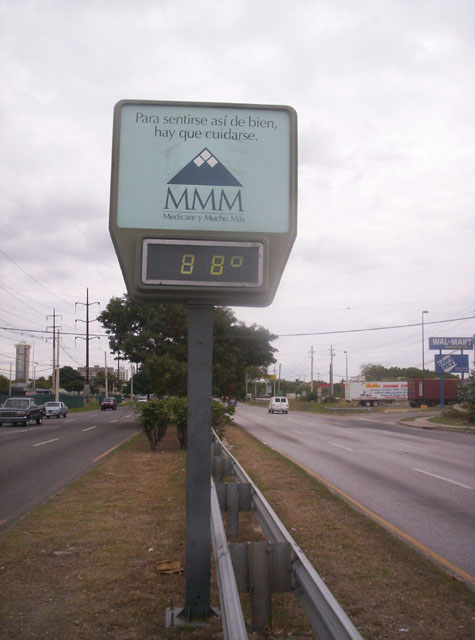 Para sentirse así de bien,
hay que cuidarse.
MMM
Medicare y Mucho Más
88°
WAL-MART